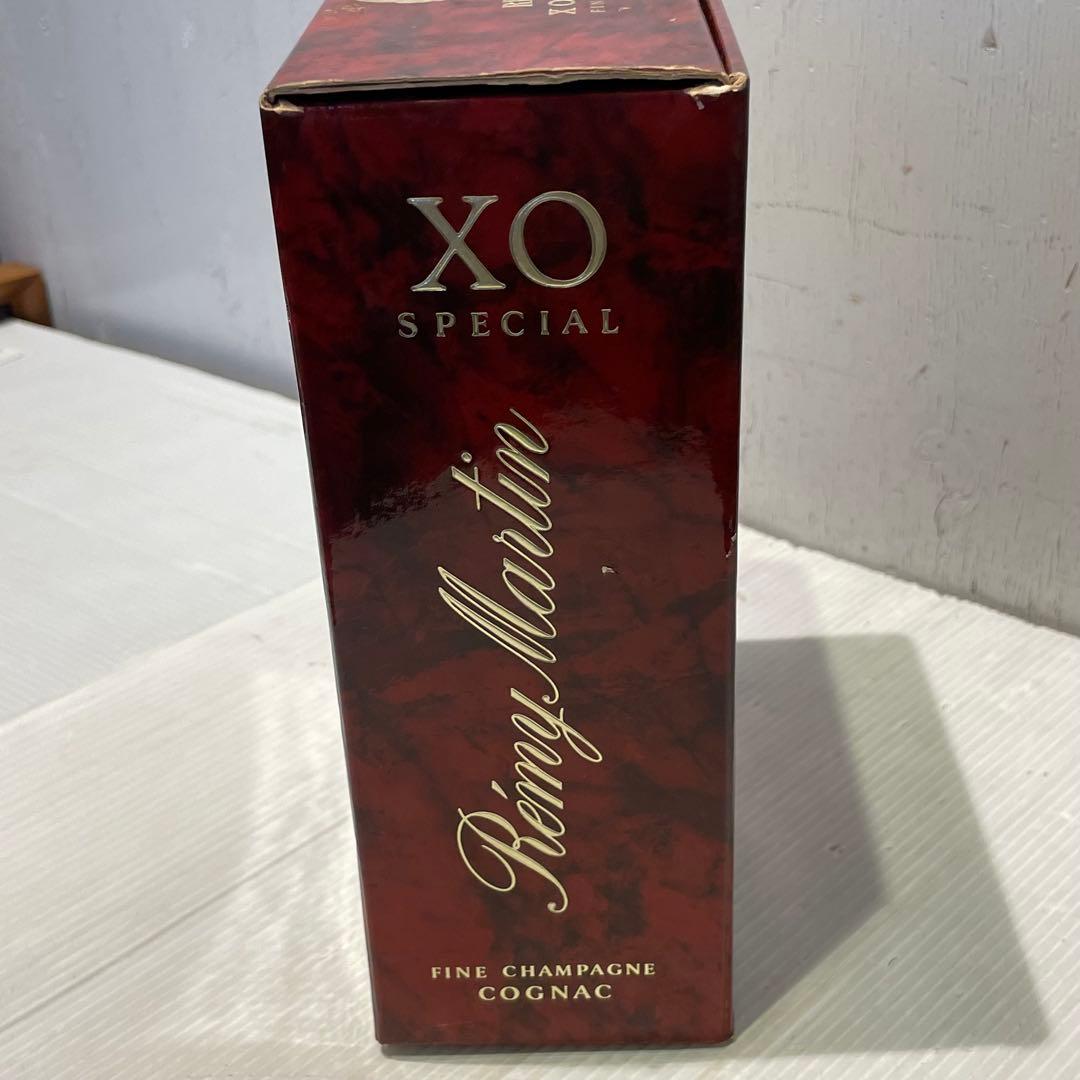 XO
SPECIAL
Rémy Martin
FINE CHAMPAGNE
COGNAC